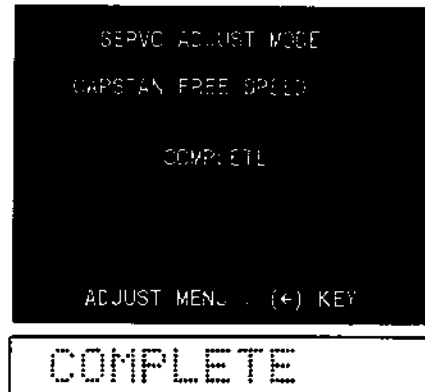 SERVO ADJUST MODE
CAPSTAN FREE SPEED
COMPLETE
ADJUST MENU : (←) KEY
COMPLETE